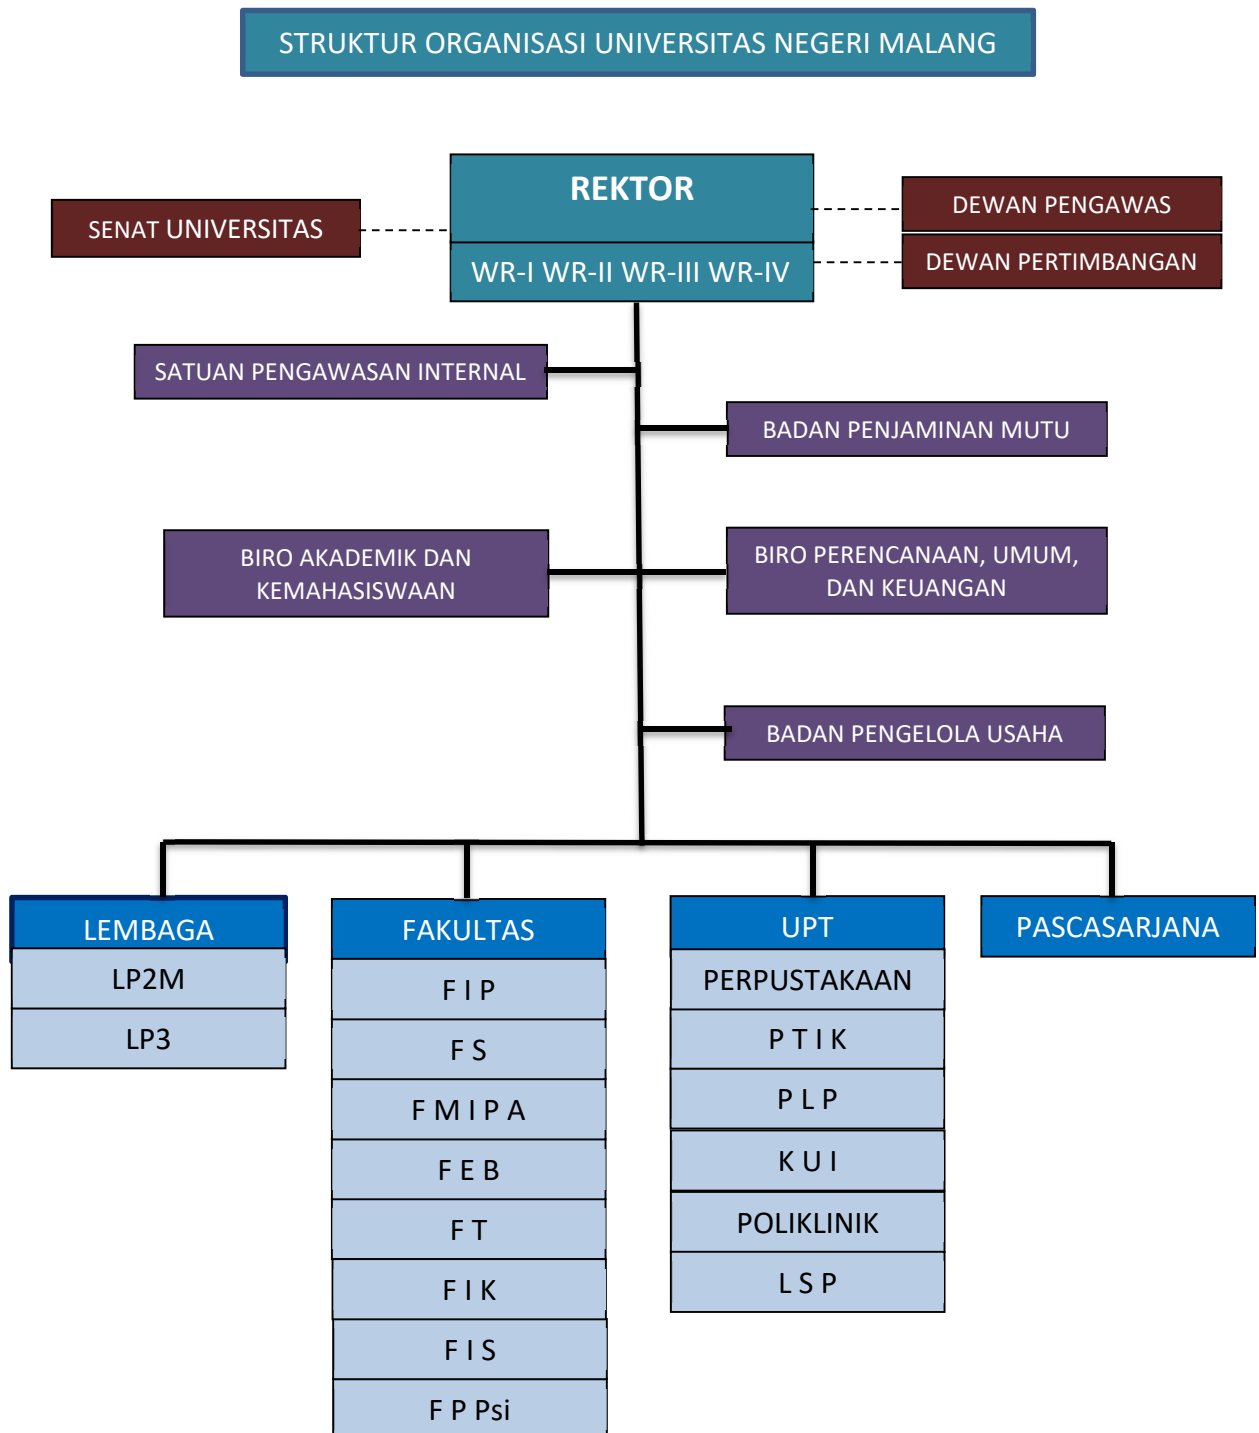 STRUKTUR ORGANISASI UNIVERSITAS NEGERI MALANG
REKTOR
WR-I WR-II WR-III WR-IV
SENAT UNIVERSITAS
DEWAN PENGAWAS
DEWAN PERTIMBANGAN
SATUAN PENGAWASAN INTERNAL
BADAN PENJAMINAN MUTU
BIRO AKADEMIK DAN
KEMAHASISWAAN
BIRO PERENCANAAN, UMUM,
DAN KEUANGAN
BADAN PENGELOLA USAHA
LEMBAGA
LP2M
LP3
FAKULTAS
F I P
F S
F M I P A
F E B
F T
F I K
F I S
F P Psi
UPT
PERPUSTAKAAN
P T I K
P L P
K U I
POLIKLINIK
L S P
PASCASARJANA